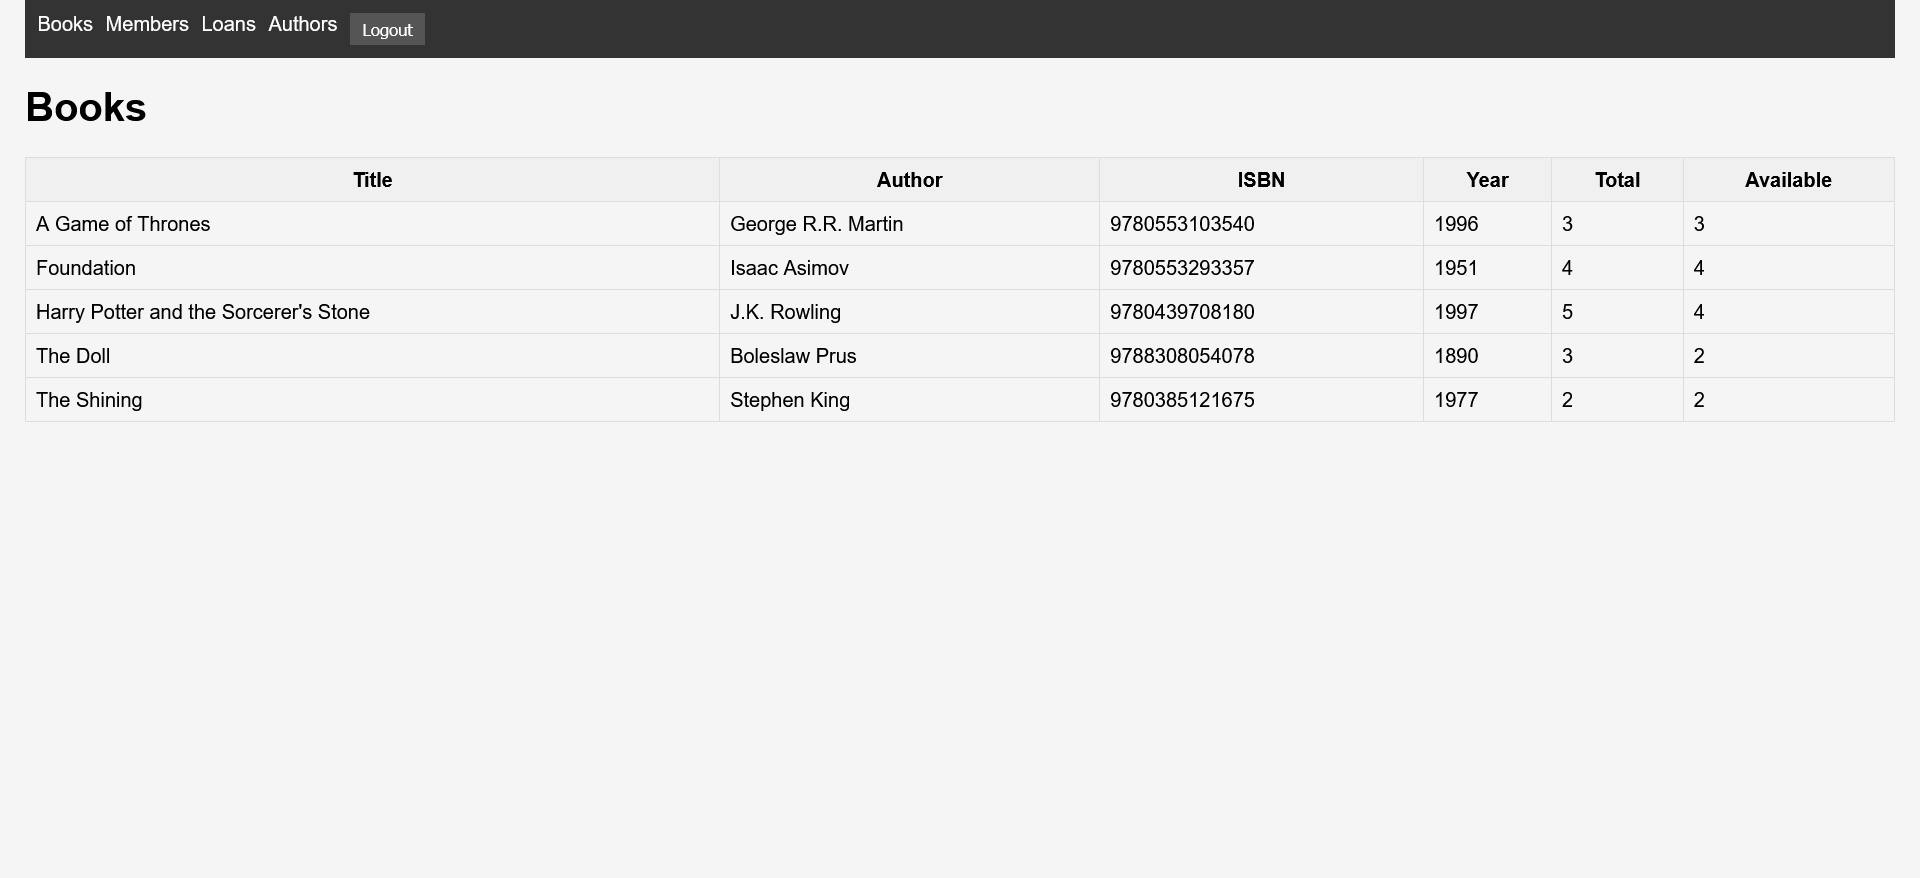 Books Members Loans Authors Logout
Books
Title Author ISBN Year Total Available
A Game of Thrones George R.R. Martin 9780553103540 1996 3 3
Foundation Isaac Asimov 9780553293357 1951 4 4
Harry Potter and the Sorcerer's Stone J.K. Rowling 9780439708180 1997 5 4
The Doll Boleslaw Prus 9788308054078 1890 3 2
The Shining Stephen King 9780385121675 1977 2 2